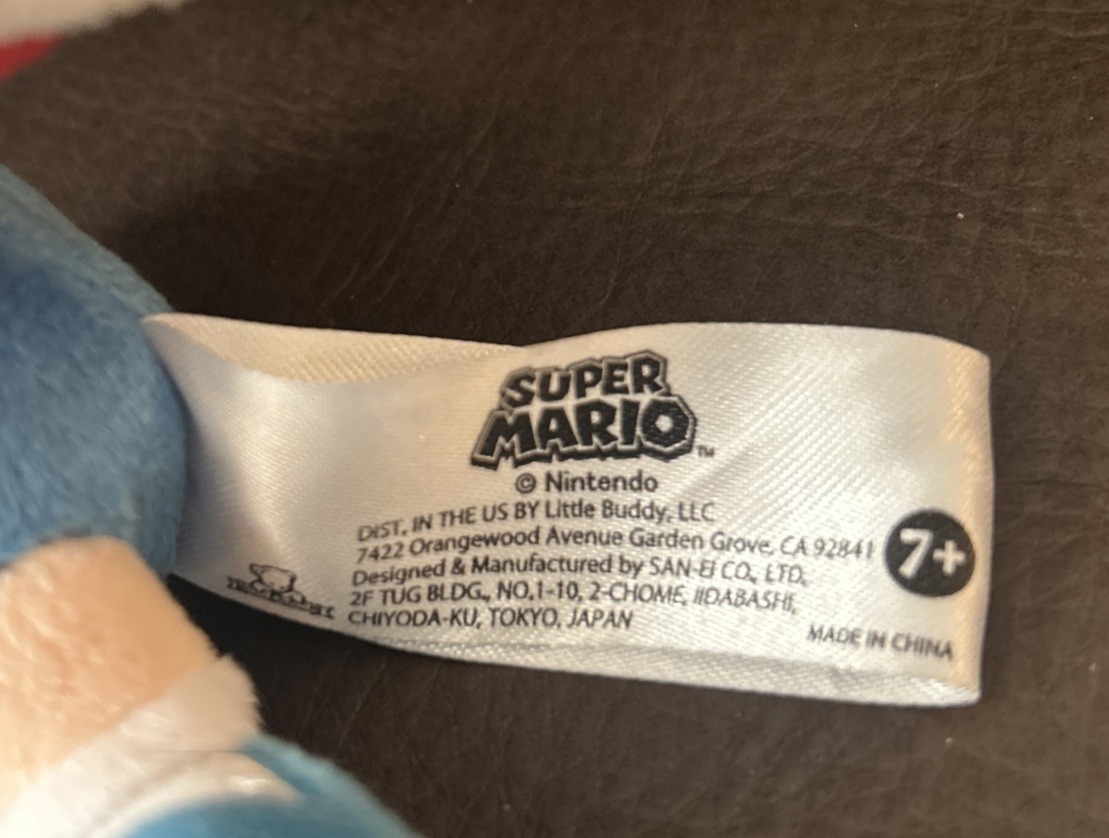 SUPER
MARIO™
© Nintendo
DIST. IN THE US BY Little Buddy, LLC
7422 Orangewood Avenue Garden Grove, CA 92841
Designed & Manufactured by SAN-EI CO., LTD.
2F TUG BLDG., NO.1-10, 2-CHOME, IIDABASHI,
CHIYODA-KU, TOKYO, JAPAN
7+
MADE IN CHINA